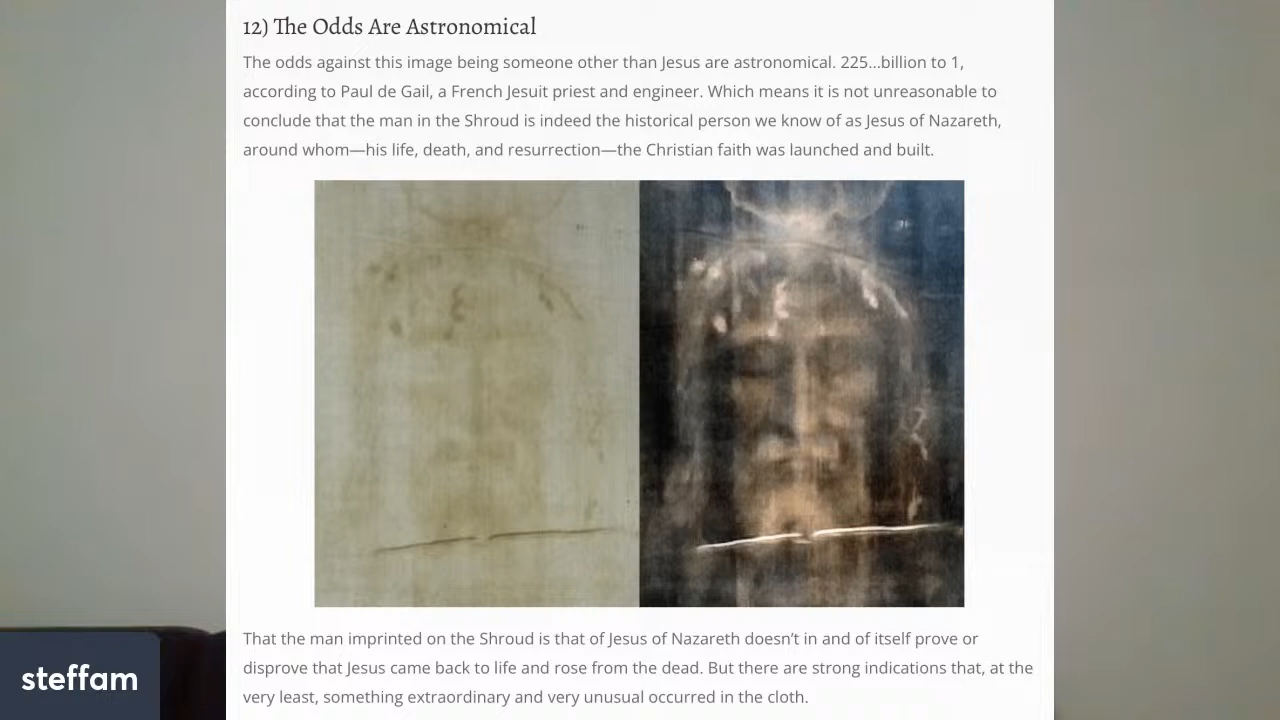 12) The Odds Are Astronomical
The odds against this image being someone other than Jesus are astronomical. 225...billion to 1,
according to Paul de Gail, a French Jesuit priest and engineer. Which means it is not unreasonable to
conclude that the man in the Shroud is indeed the historical person we know of as Jesus of Nazareth,
around whom—his life, death, and resurrection—the Christian faith was launched and built.
That the man imprinted on the Shroud is that of Jesus of Nazareth doesn't in and of itself prove or
disprove that Jesus came back to life and rose from the dead. But there are strong indications that, at the
very least, something extraordinary and very unusual occurred in the cloth.
steffam